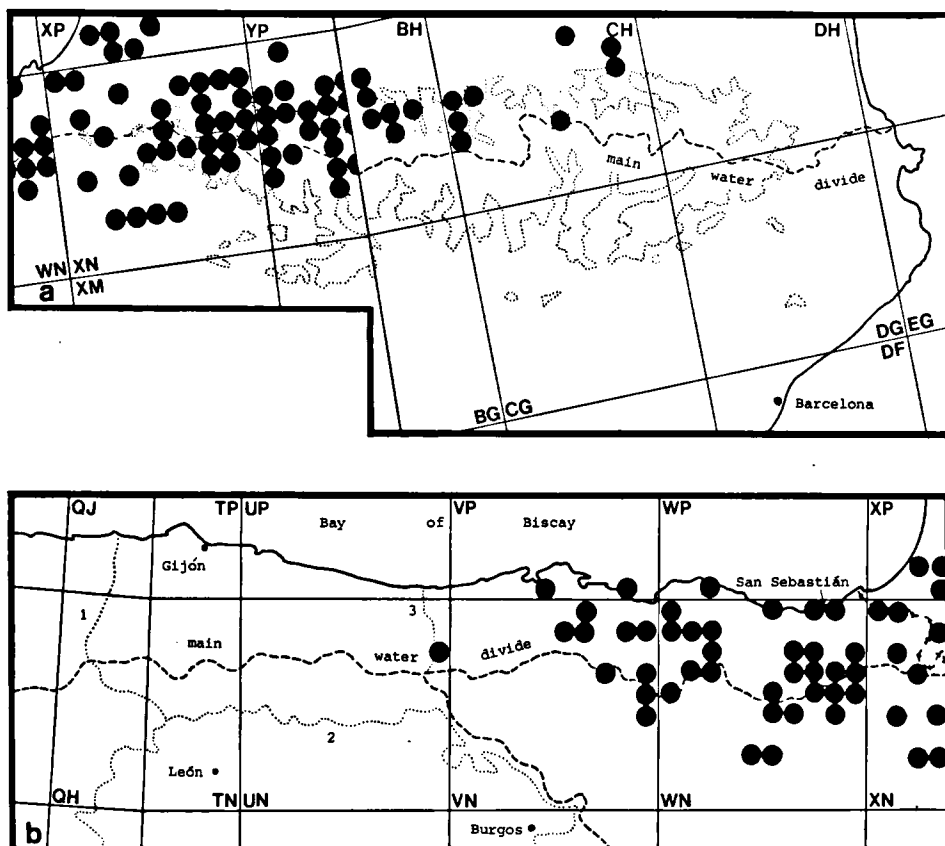 XP YP BH CH DH
main
water
divide
WN XN
XM
a
DG EG
DF
BG CG
Barcelona
QJ TP UP Bay of VP Biscay WP XP
Gijón
San Sebastián
1
3
main
water
divide
2
León
QH TN UN VN WN XN
b
Burgos